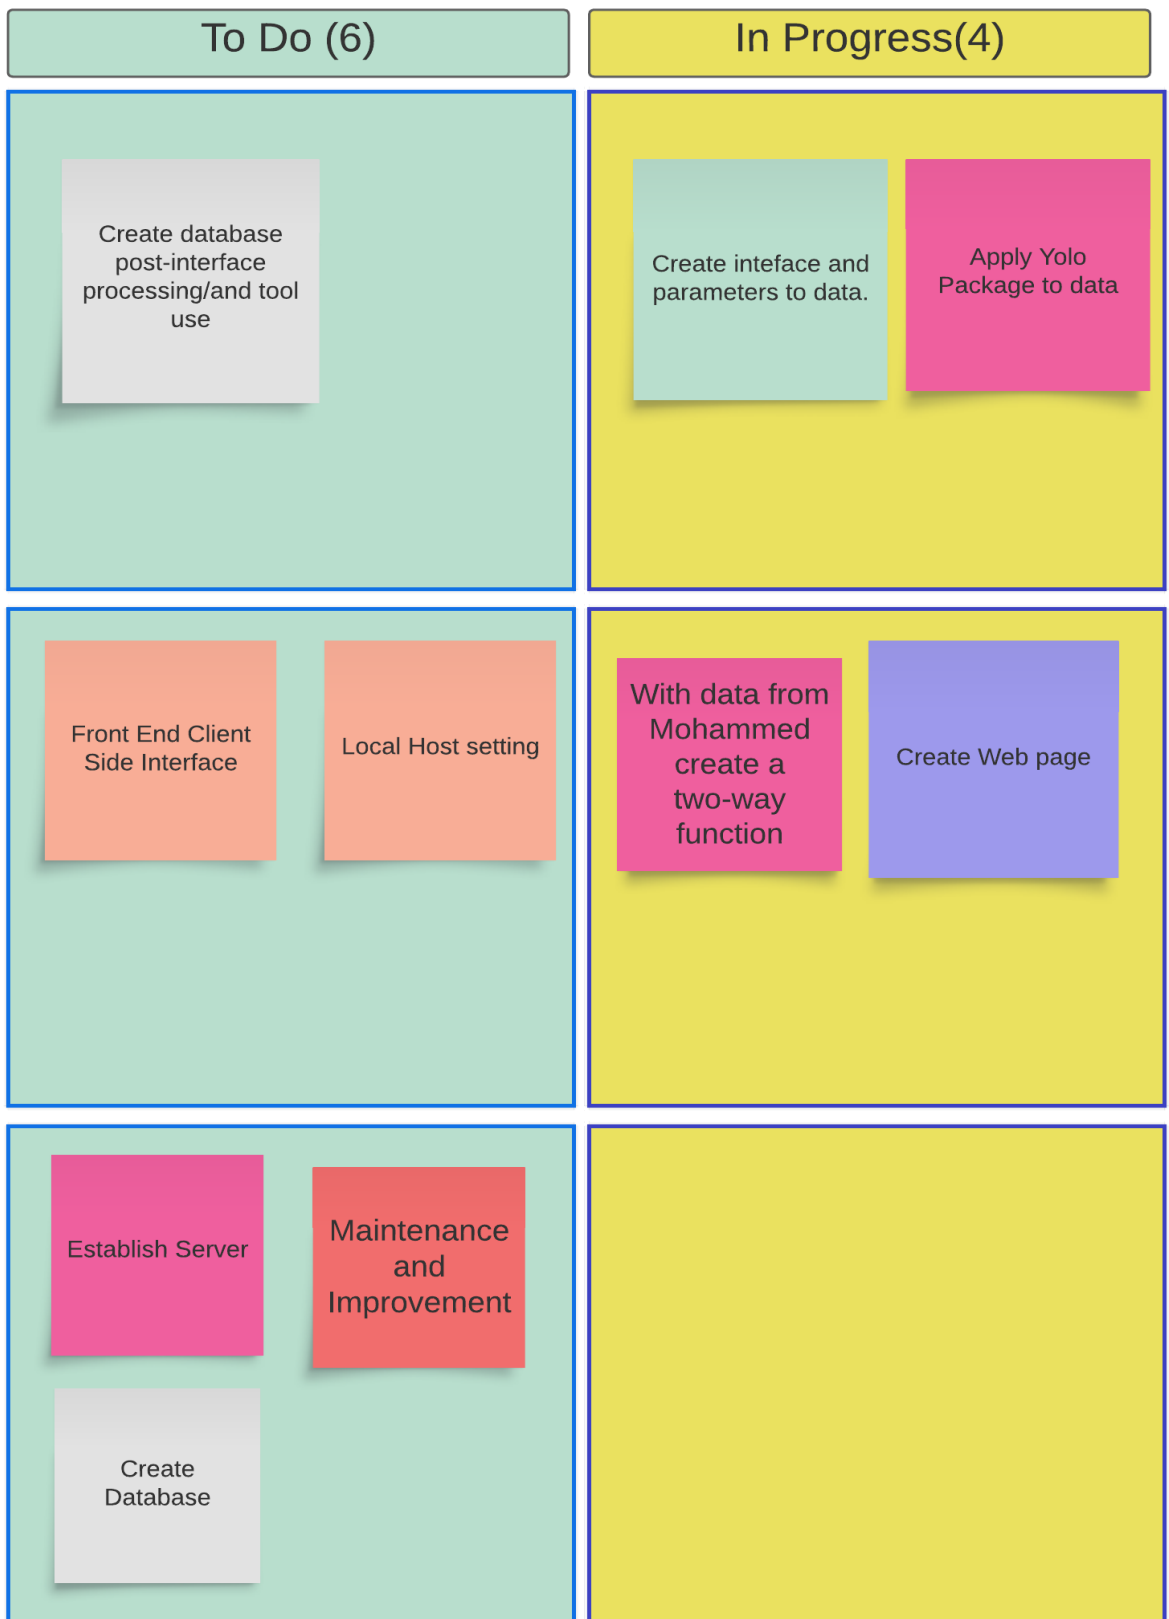 To Do (6)
In Progress(4)
Create database
post-interface
processing/and tool
use
Create inteface and
parameters to data.
Apply Yolo
Package to data
Front End Client
Side Interface
Local Host setting
With data from
Mohammed
create a
two-way
function
Create Web page
Establish Server
Maintenance
and
Improvement
Create
Database